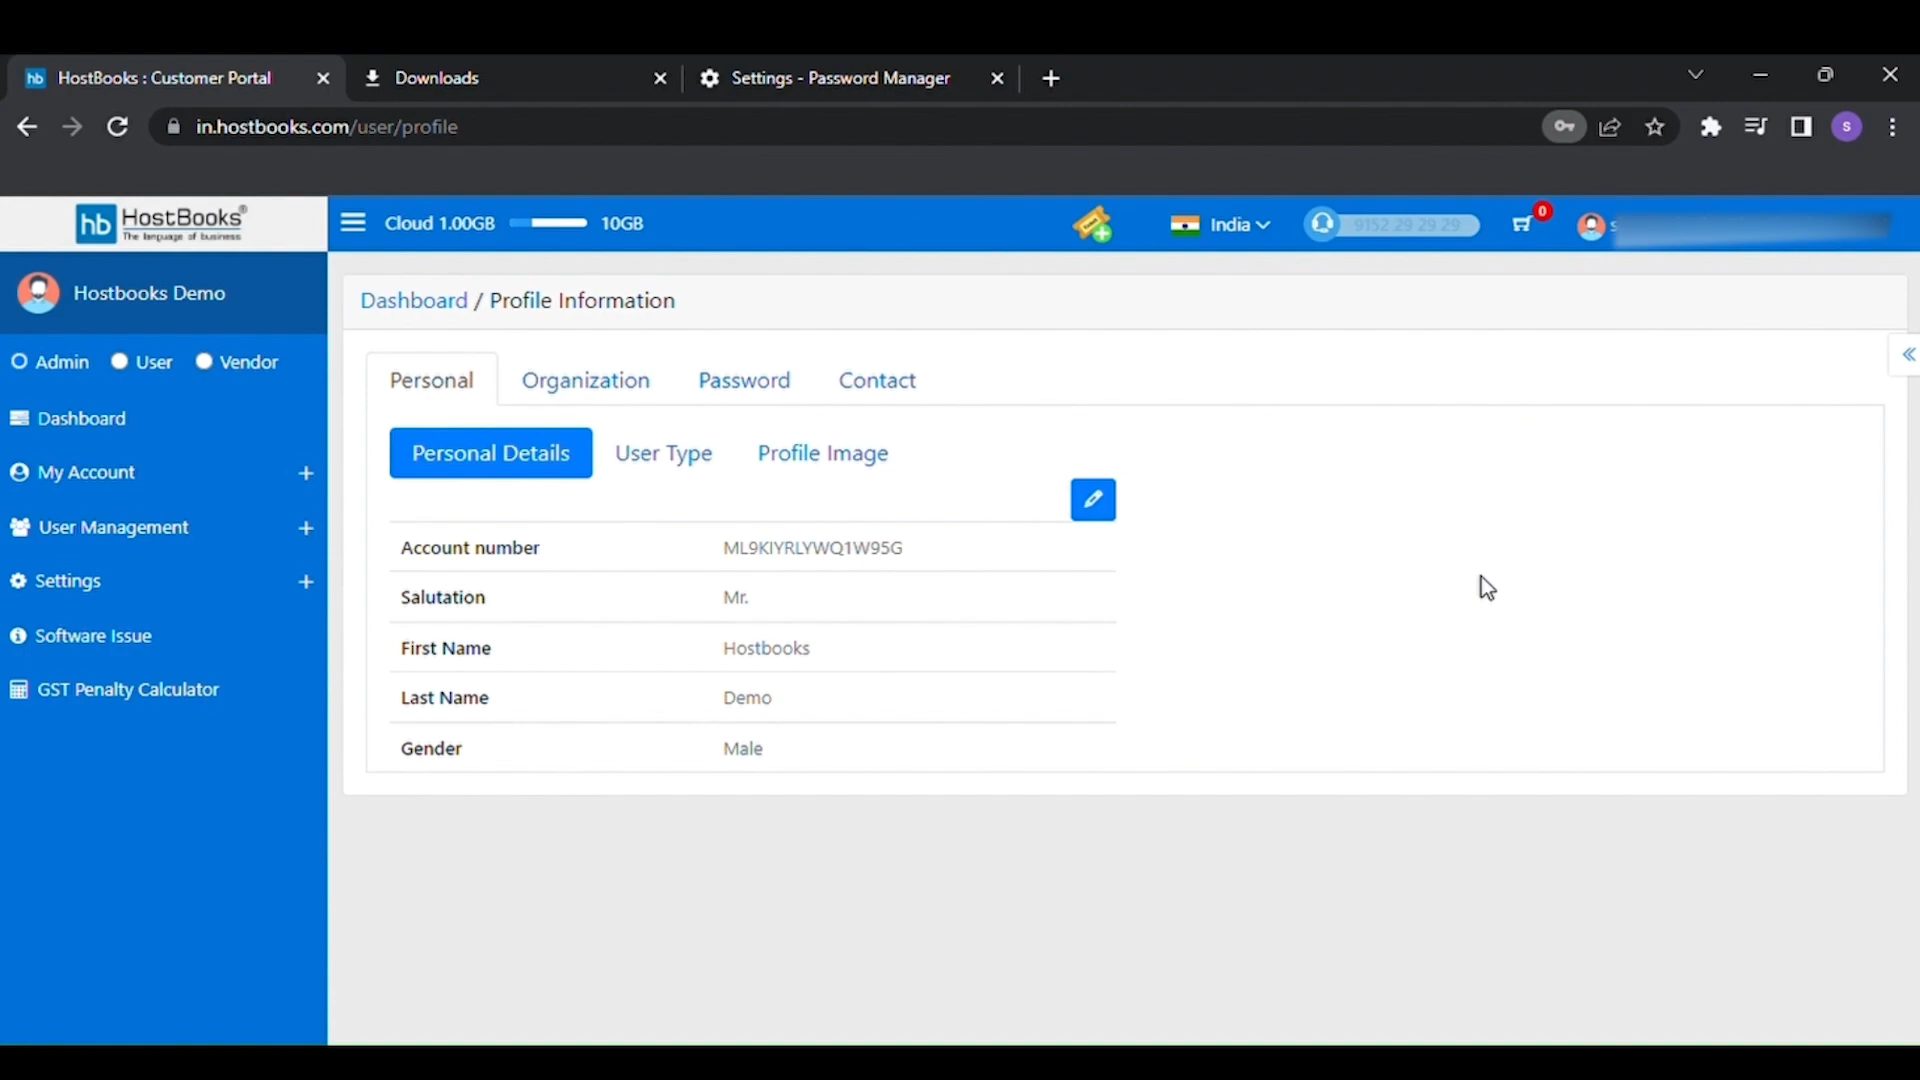 HostBooks : Customer Portal
Downloads
Settings - Password Manager
in.hostbooks.com/user/profile
s
hb HostBooks®
The language of business
Cloud 1.00GB 10GB
India
9152 29 29 29
0
s
Hostbooks Demo
Dashboard / Profile Information
Admin User Vendor
Personal Organization Password Contact
Dashboard
Personal Details User Type Profile Image
My Account
User Management
Settings
Software Issue
GST Penalty Calculator
Account number ML9KIYRLYWQ1W95G
Salutation Mr.
First Name Hostbooks
Last Name Demo
Gender Male